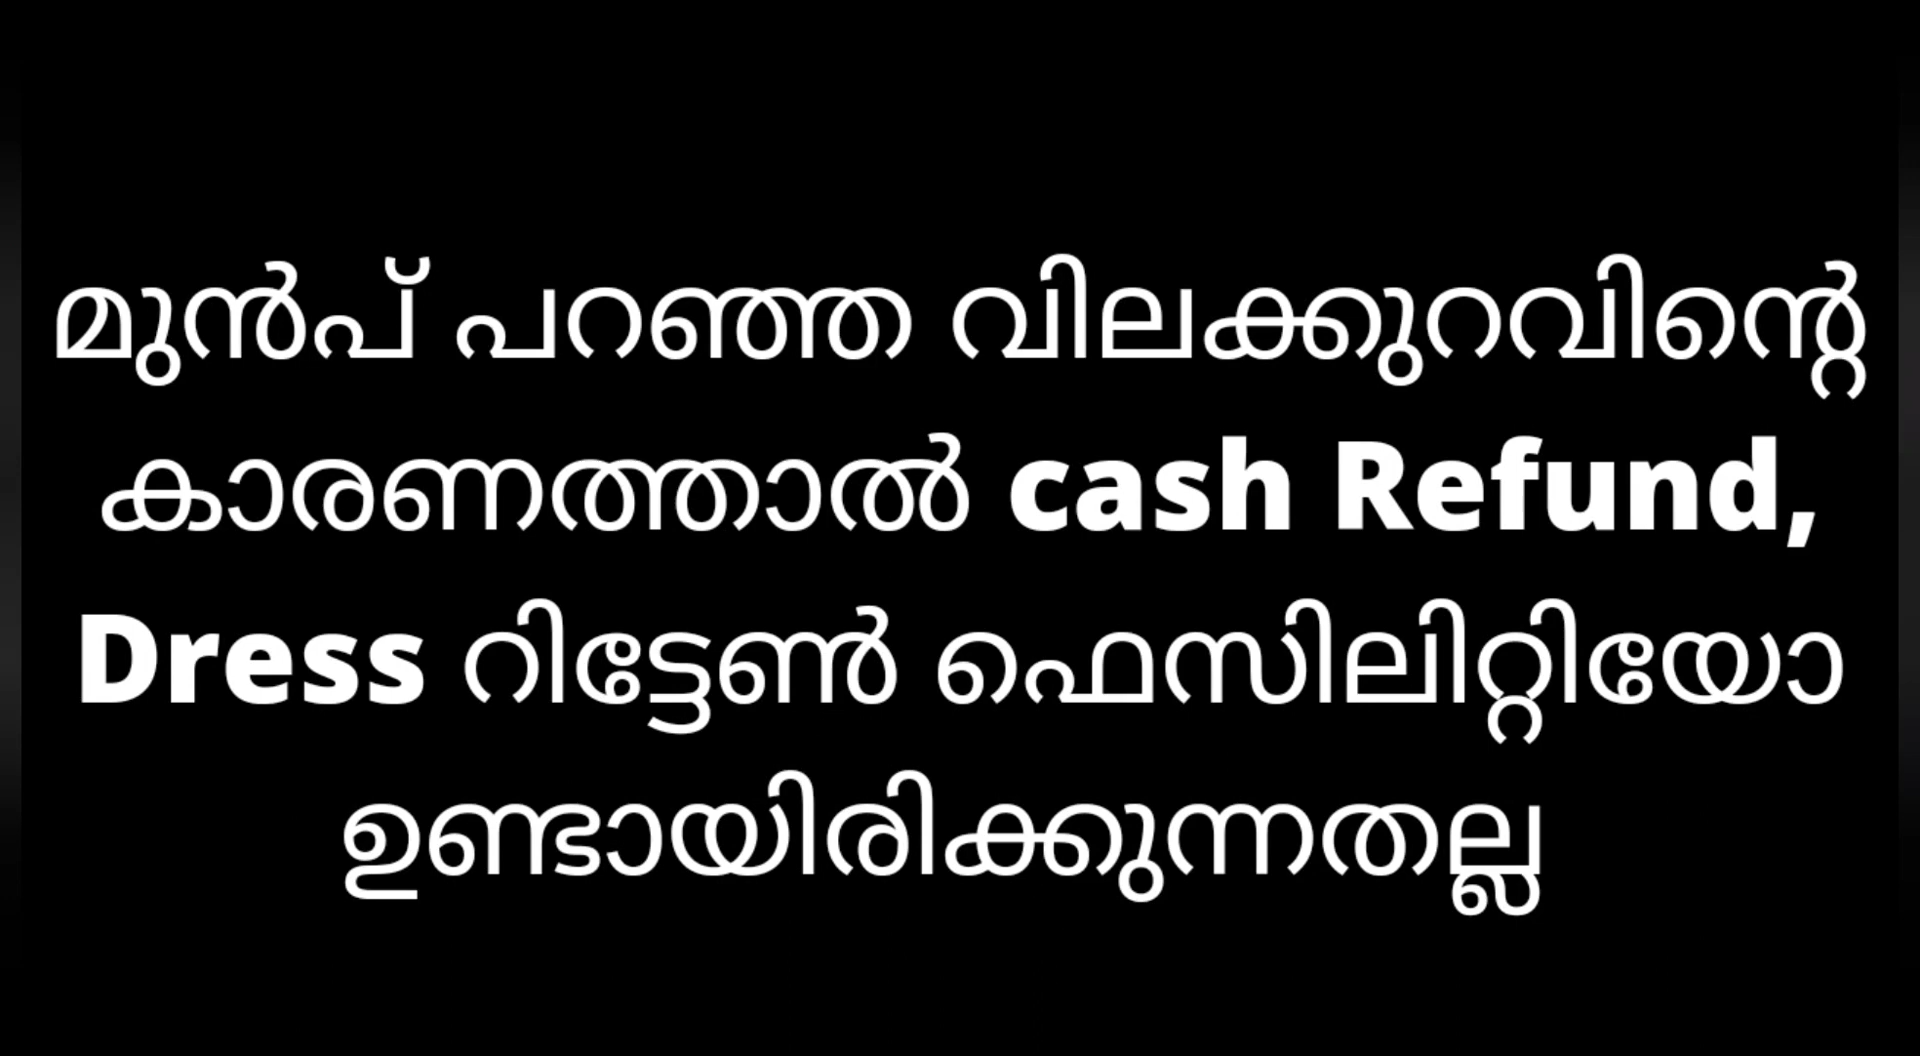 മുൻപ് പറഞ്ഞ വിലക്കുറവിന്റെ
കാരണത്താൽ cash Refund,
Dress റിട്ടേൺ ഫെസിലിറ്റിയോ
ഉണ്ടായിരിക്കുന്നതല്ല